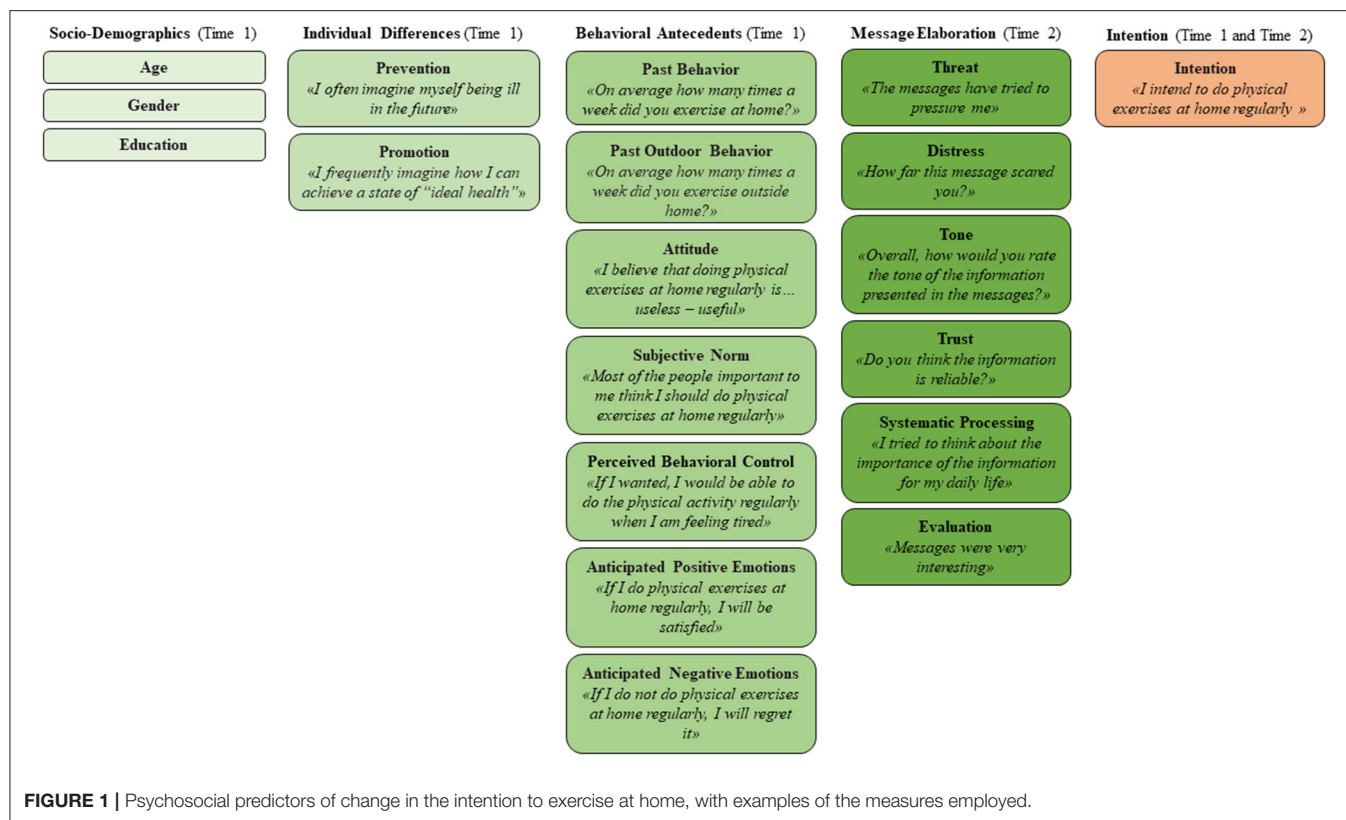 Socio-Demographics (Time 1)
Age
Gender
Education
Individual Differences (Time 1)
Prevention
«I often imagine myself being ill
in the future»
Promotion
«I frequently imagine how I can
achieve a state of “ideal health”»
Behavioral Antecedents (Time 1)
Past Behavior
«On average how many times a
week did you exercise at home?»
Past Outdoor Behavior
«On average how many times a
week did you exercise outside
home?»
Attitude
«I believe that doing physical
exercises at home regularly is...
useless – useful»
Subjective Norm
«Most of the people important to
me think I should do physical
exercises at home regularly»
Perceived Behavioral Control
«If I wanted, I would be able to
do the physical activity regularly
when I am feeling tired»
Anticipated Positive Emotions
«If I do physical exercises at
home regularly, I will be
satisfied»
Anticipated Negative Emotions
«If I do not do physical exercises
at home regularly, I will regret
it»
Message Elaboration (Time 2)
Threat
«The messages have tried to
pressure me»
Distress
«How far this message scared
you?»
Tone
«Overall, how would you rate
the tone of the information
presented in the messages?»
Trust
«Do you think the information
is reliable?»
Systematic Processing
«I tried to think about the
importance of the information
for my daily life»
Evaluation
«Messages were very
interesting»
Intention (Time 1 and Time 2)
Intention
«I intend to do physical
exercises at home regularly »
FIGURE 1 | Psychosocial predictors of change in the intention to exercise at home, with examples of the measures employed.